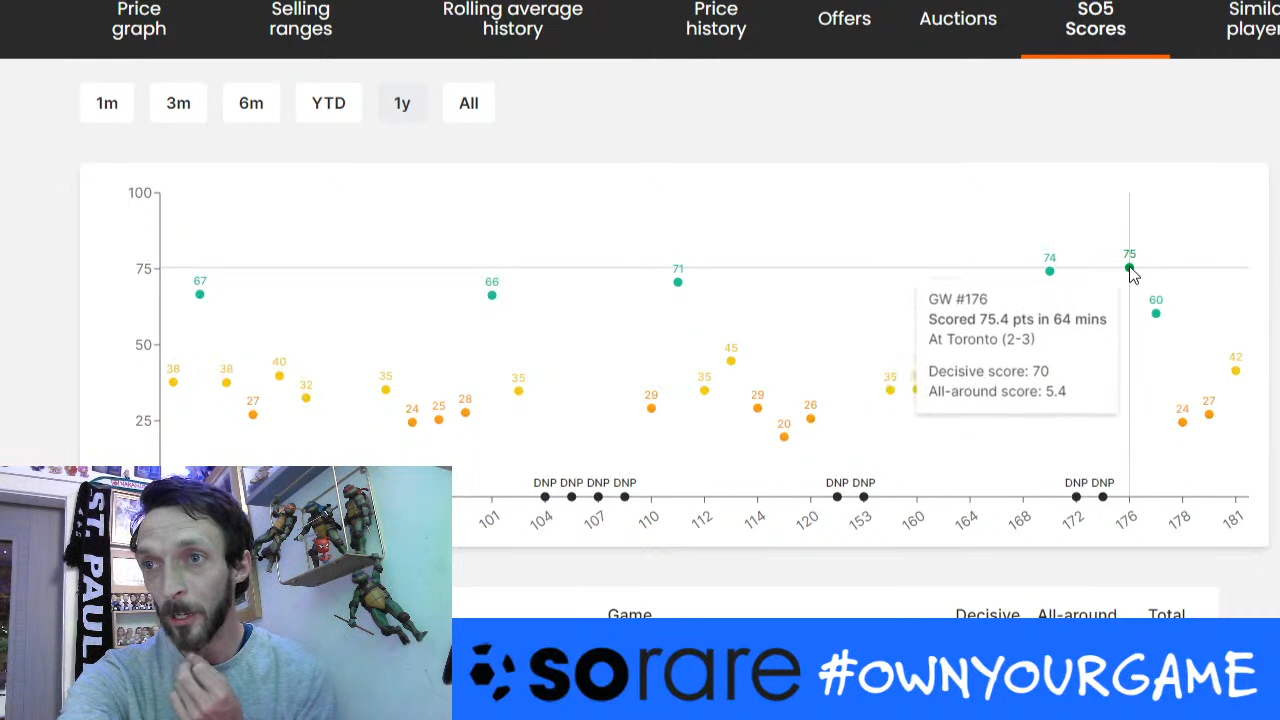 Price graph
Selling ranges
Rolling average history
Price history
Offers
Auctions
SO5 Scores
1m
3m
6m
YTD
1y
All
100
75
50
25
38
67
38
27
40
32
35
24
25
28
66
35
DNP
DNP
DNP
DNP
29
71
35
45
29
20
26
DNP
DNP
35
74
DNP
DNP
75
60
24
27
42
GW #176
Scored 75.4 pts in 64 mins
At Toronto (2-3)
Decisive score: 70
All-around score: 5.4
101
104
107
110
112
114
120
153
160
164
168
172
176
178
181
Game
Decisive
All-around
Total
ST. PAUL
sorare #OWNYOURGAME